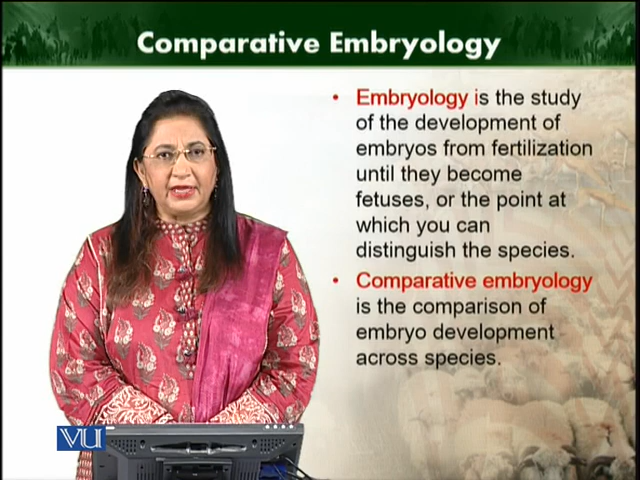 Comparative Embryology
• Embryology is the study
of the development of
embryos from fertilization
until they become
fetuses, or the point at
which you can
distinguish the species.
• Comparative embryology
is the comparison of
embryo development
across species.
VU